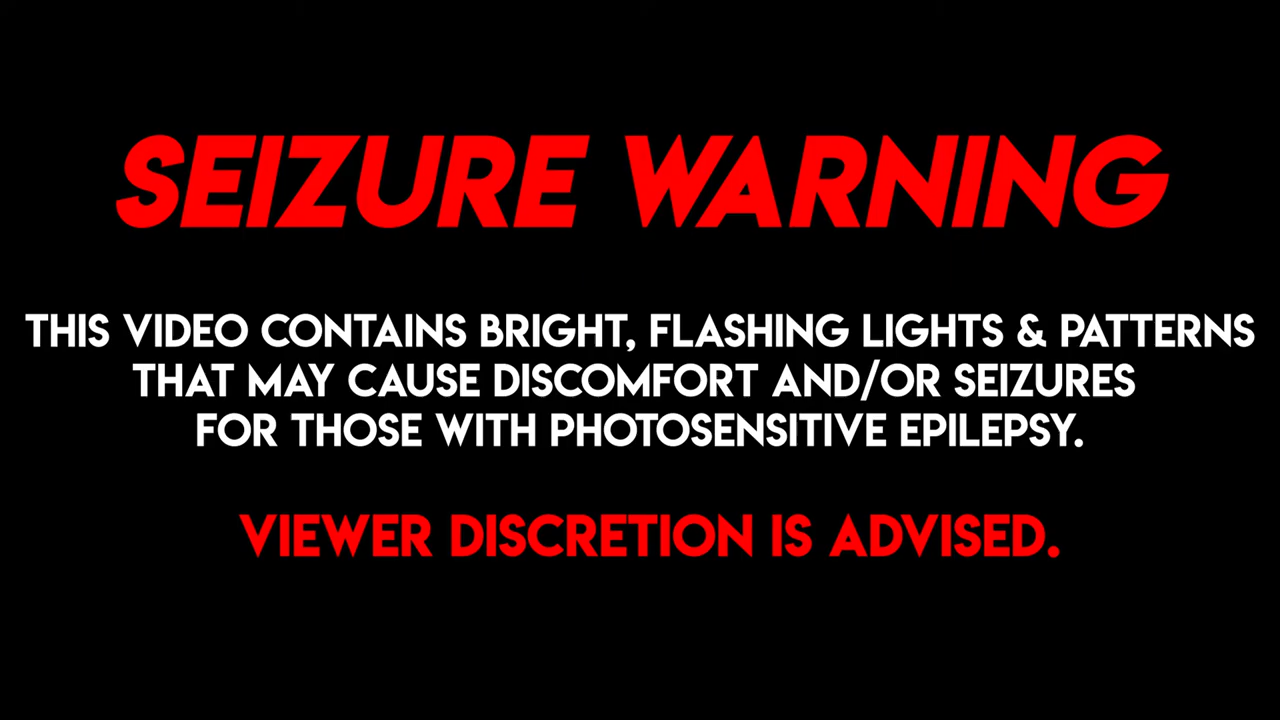 SEIZURE WARNING
THIS VIDEO CONTAINS BRIGHT, FLASHING LIGHTS & PATTERNS
THAT MAY CAUSE DISCOMFORT AND/OR SEIZURES
FOR THOSE WITH PHOTOSENSITIVE EPILEPSY.
VIEWER DISCRETION IS ADVISED.